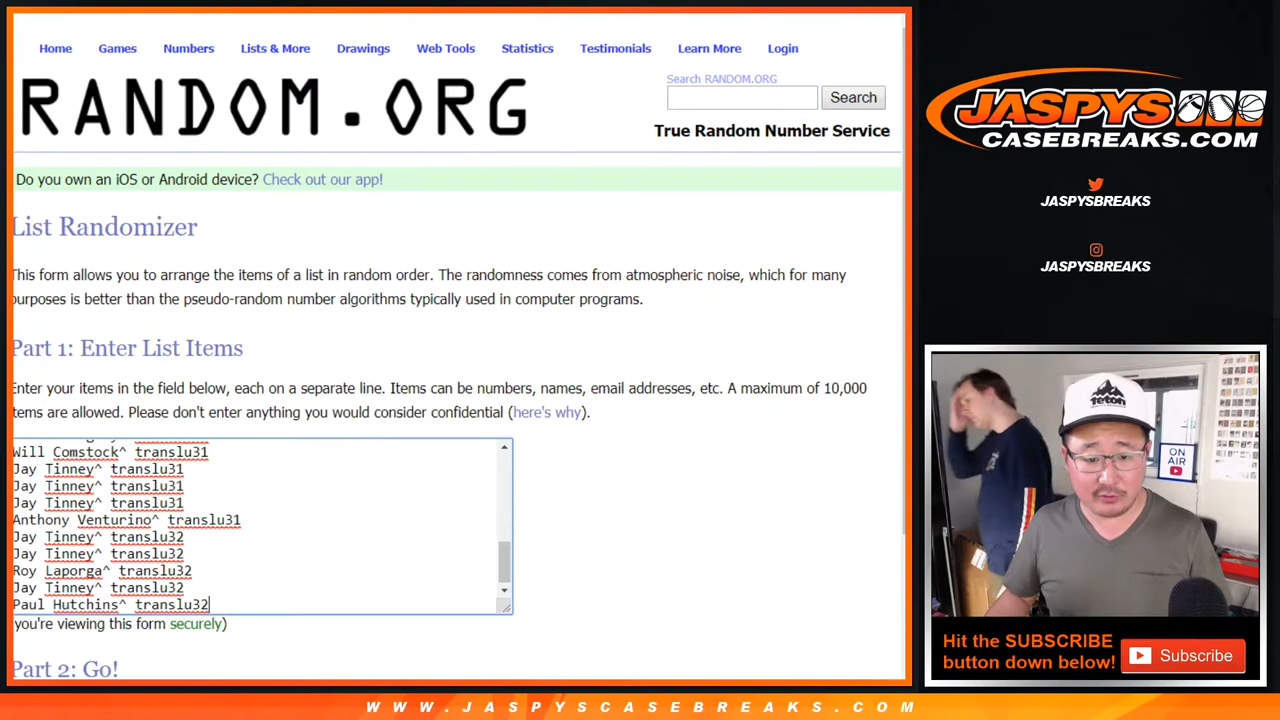 Home Games Numbers Lists & More Drawings Web Tools Statistics Testimonials Learn More Login
RANDOM.ORG
Search RANDOM.ORG
Search
True Random Number Service
Do you own an iOS or Android device? Check out our app!
List Randomizer
This form allows you to arrange the items of a list in random order. The randomness comes from atmospheric noise, which for many
purposes is better than the pseudo-random number algorithms typically used in computer programs.
Part 1: Enter List Items
Enter your items in the field below, each on a separate line. Items can be numbers, names, email addresses, etc. A maximum of 10,000
items are allowed. Please don't enter anything you would consider confidential (here's why).
Will Comstock^ translu31
Jay Tinney^ translu31
Jay Tinney^ translu31
Jay Tinney^ translu31
Anthony Venturino^ translu31
Jay Tinney^ translu32
Jay Tinney^ translu32
Roy Laporga^ translu32
Jay Tinney^ translu32
Paul Hutchins^ translu32
(you're viewing this form securely)
Part 2: Go!
JASPYS
CASEBREAKS.COM
JASPYSBREAKS
JASPYSBREAKS
TETON
ON
AIR
Hit the SUBSCRIBE
button down below!
Subscribe
WWW.JASPYSCASEBREAKS.COM